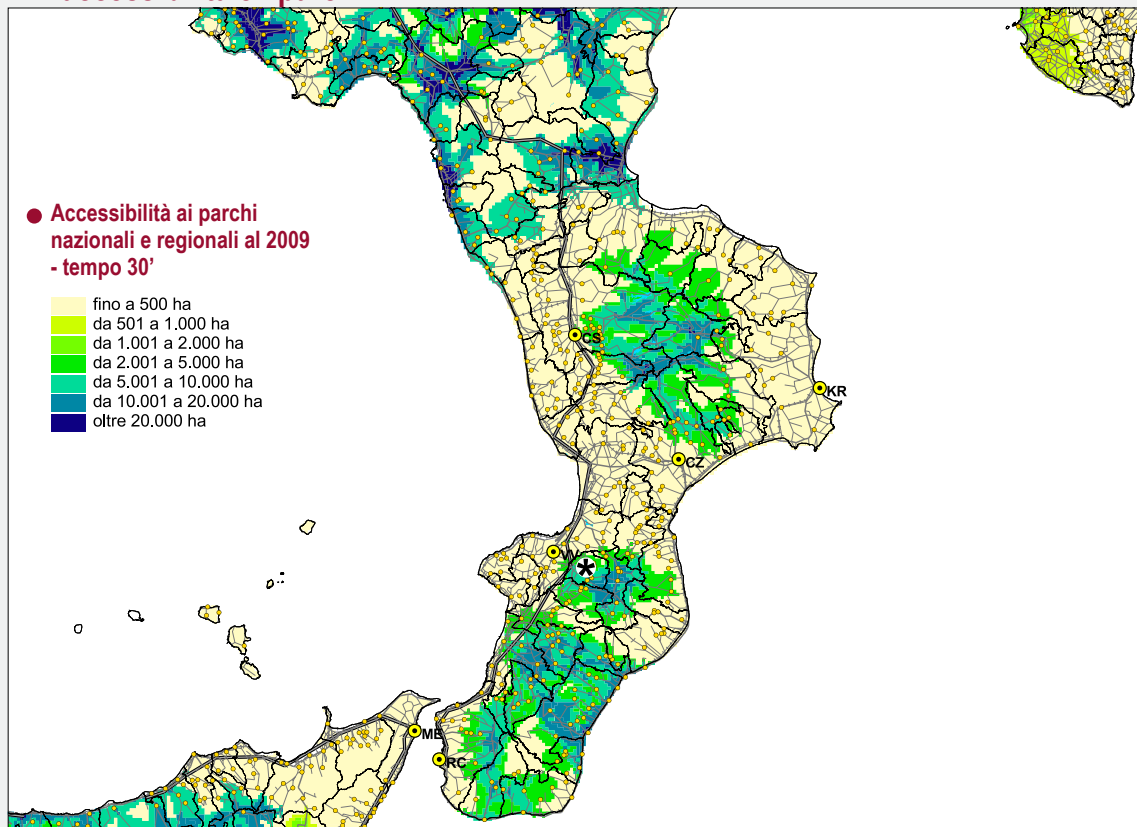 ● Accessibilità ai parchi
nazionali e regionali al 2009
- tempo 30’
fino a 500 ha
da 501 a 1.000 ha
da 1.001 a 2.000 ha
da 2.001 a 5.000 ha
da 5.001 a 10.000 ha
da 10.001 a 20.000 ha
oltre 20.000 ha
CS
KR
CZ
*
ME
RC